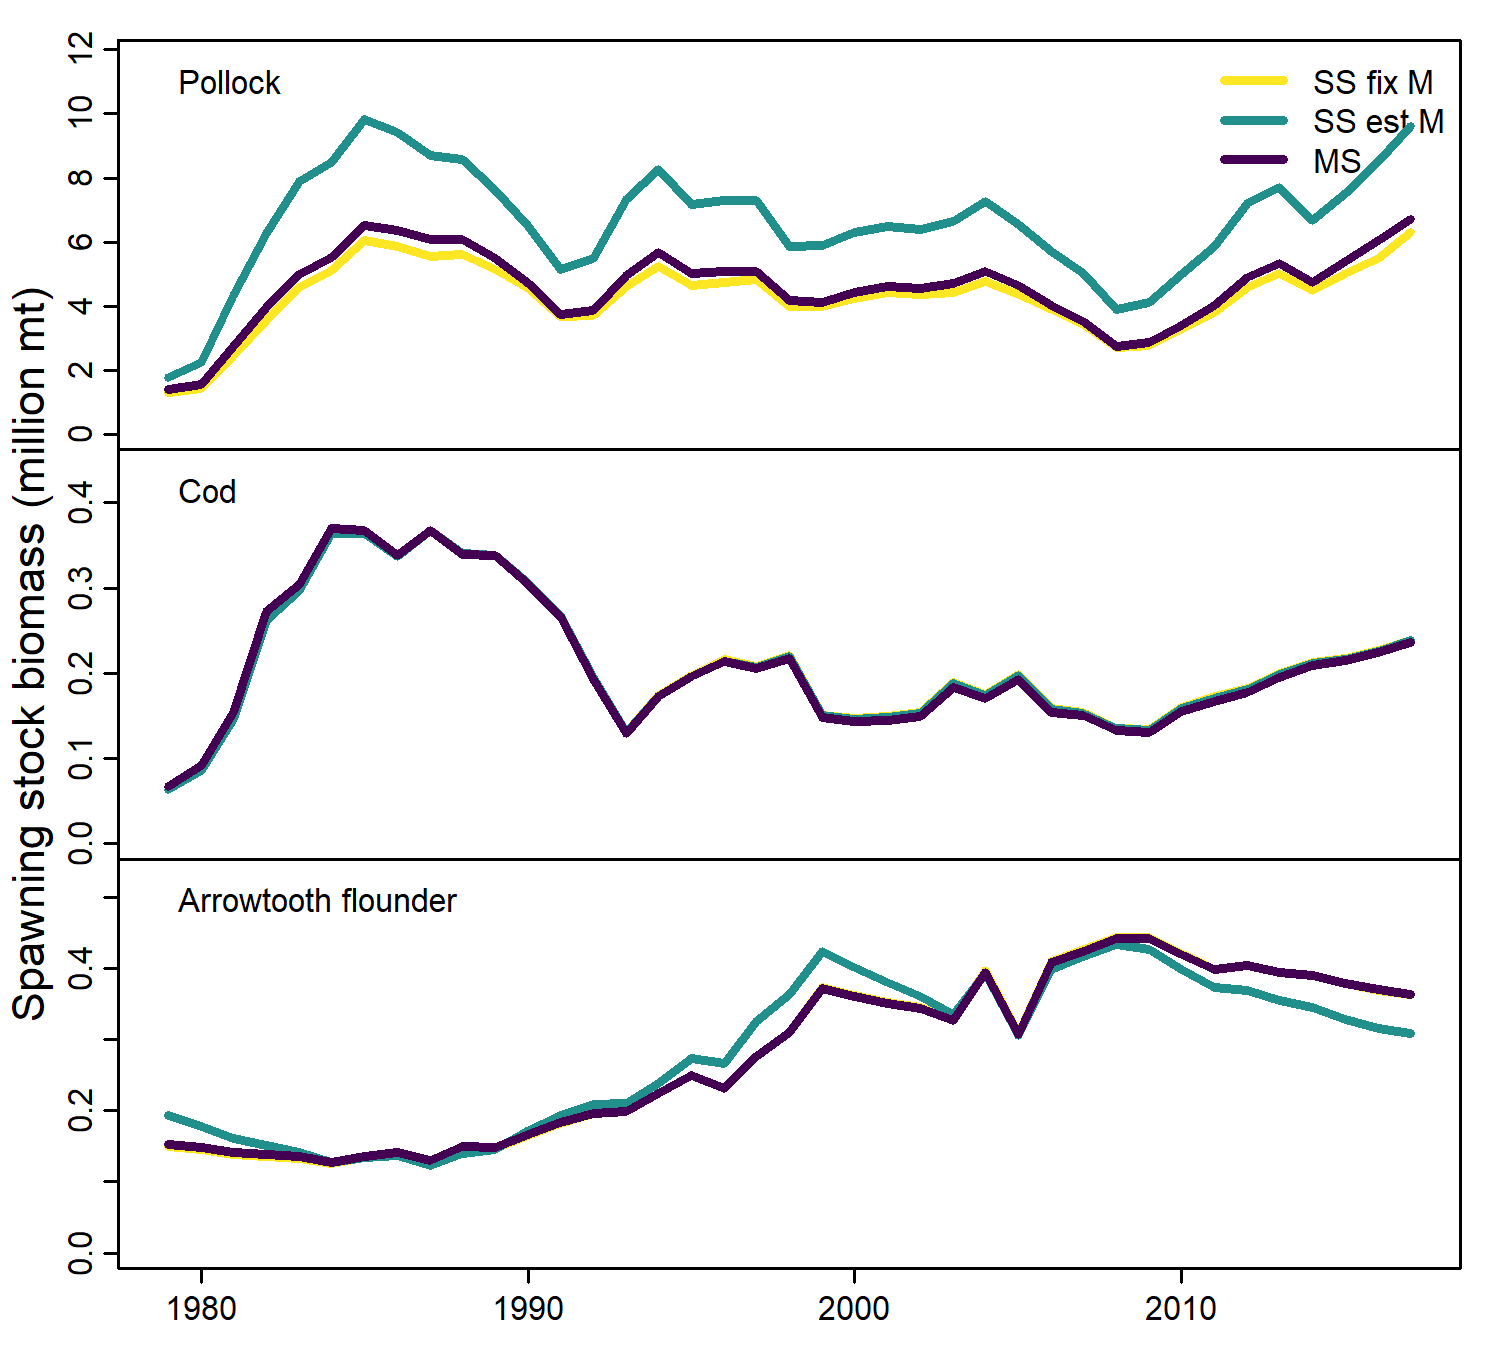 Spawning stock biomass (million mt)
Pollock
SS fix M
SS est M
MS
12
10
8
6
4
2
0
Cod
0.4
0.3
0.2
0.1
0.0
Arrowtooth flounder
0.4
0.2
0.0
1980 1990 2000 2010